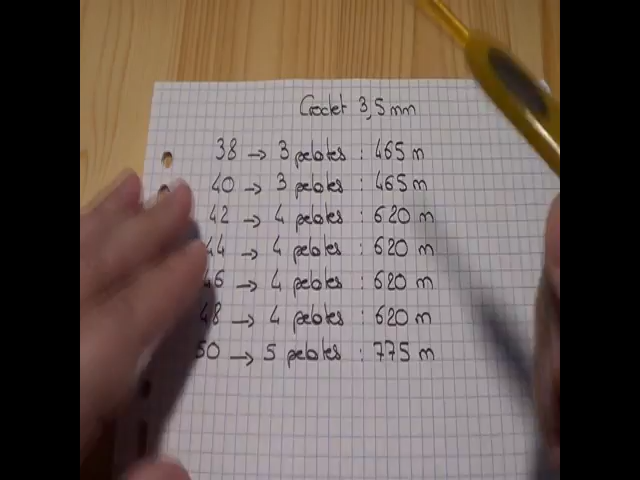 Crochet 3,5 mm
38 → 3 pelotes : 465 m
40 → 3 pelotes : 465 m
42 → 4 pelotes : 620 m
44 → 4 pelotes : 620 m
46 → 4 pelotes : 620 m
48 → 4 pelotes : 620 m
50 → 5 pelotes : 775 m